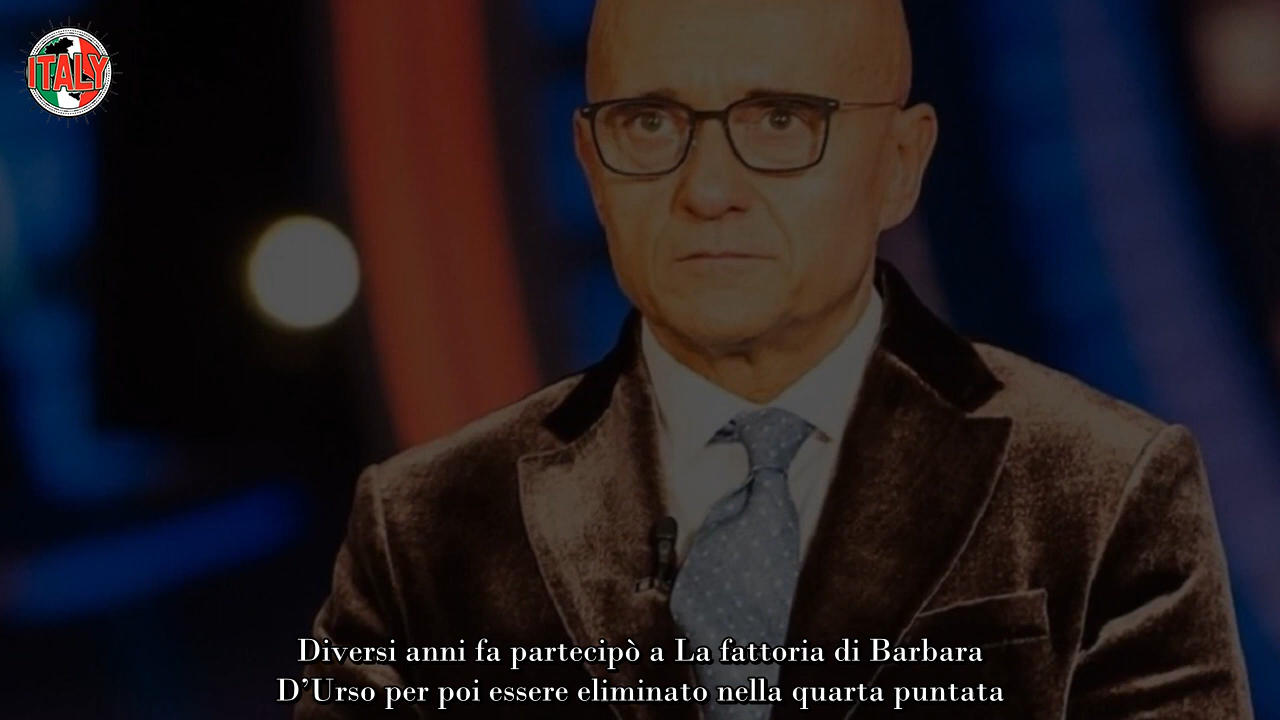 ITALY
Diversi anni fa partecipò a La fattoria di Barbara
D’Urso per poi essere eliminato nella quarta puntata